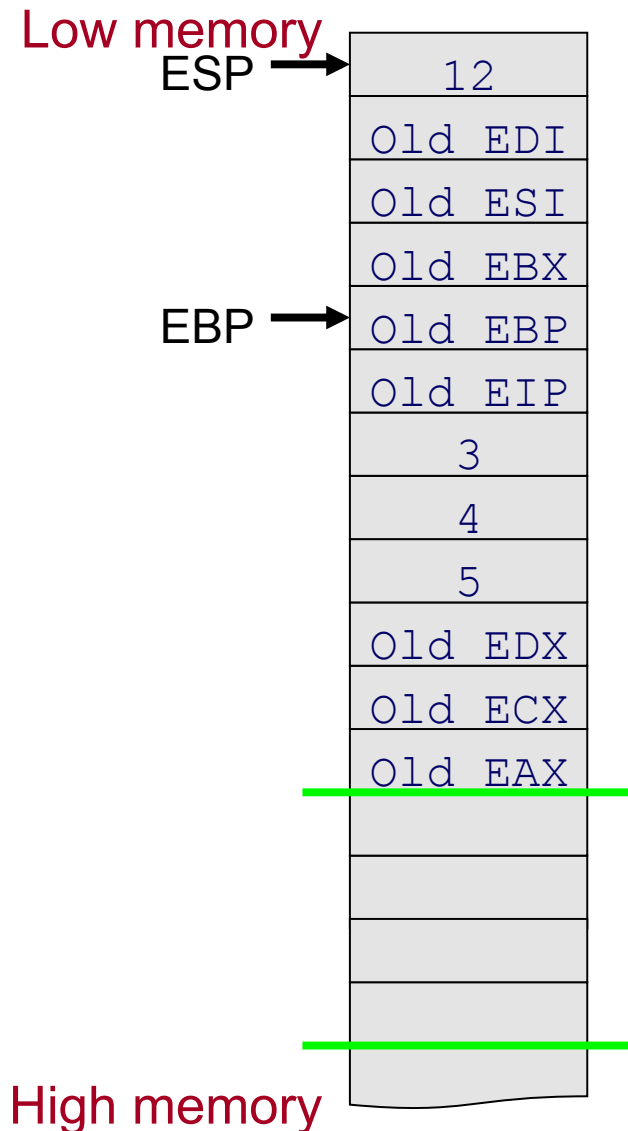 Low memory
ESP 12
Old EDI
Old ESI
Old EBX
EBP Old EBP
Old EIP
3
4
5
Old EDX
Old ECX
Old EAX
High memory